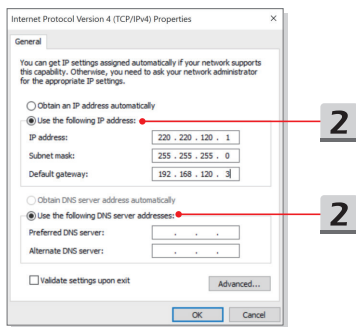 Internet Protocol Version 4 (TCP/IPv4) Properties
General
You can get IP settings assigned automatically if your network supports
this capability. Otherwise, you need to ask your network administrator
for the appropriate IP settings.
Obtain an IP address automatically
Use the following IP address:
2
IP address: 220 . 220 . 120 . 1
Subnet mask: 255 . 255 . 255 . 0
Default gateway: 192 . 168 . 120 . 3
Obtain DNS server address automatically
Use the following DNS server addresses:
2
Preferred DNS server: . . .
Alternate DNS server: . . .
Validate settings upon exit
Advanced...
OK Cancel